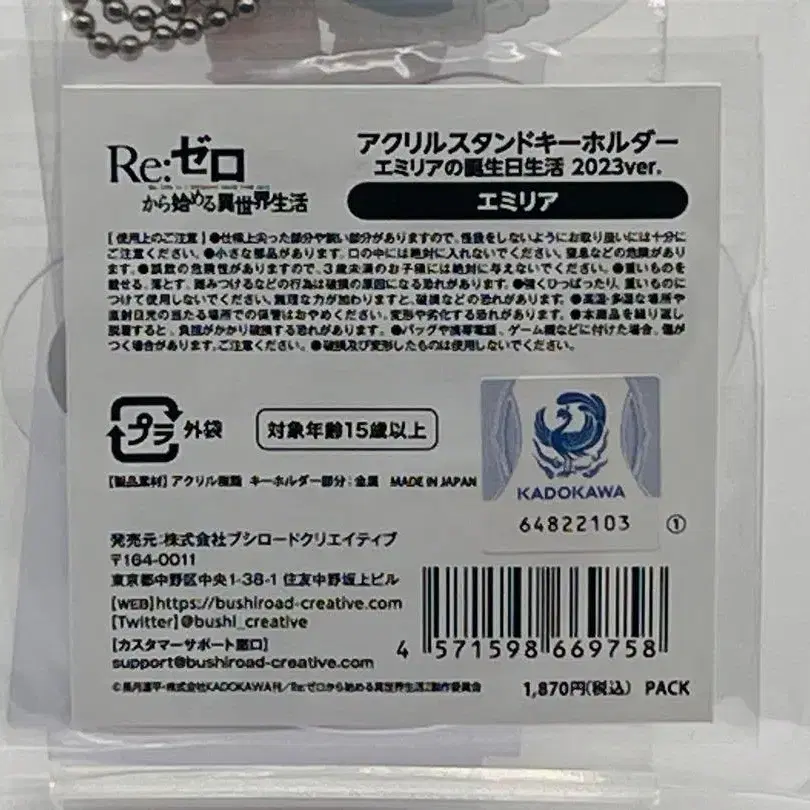 Re:ゼロ
から始める異世界生活
アクリルスタンドキーホルダー
エミリアの誕生日生活 2023ver.
エミリア
【使用上のご注意】●仕様上尖った部分や鋭い部分がありますので、怪我をしないようにお取り扱いには十分に
ご注意ください。●小さな部品があります。口の中には絶対に入れないでください。窒息などの危険があり
ます。●誤飲の危険性がありますので、3歳未満のお子様には絶対に与えないでください。●重いものを
載せる、落とす、踏みつけるなどの行為は破損の原因になる恐れがあります。●強くひっぱったり、重いものに
つけて使用しないでください。無理な力が加わりますと、破損などの恐れがあります。●高温・多湿な場所や
直射日光の当たる場所での保管はおやめください。変形や劣化する恐れがあります。●本商品を繰り返し
脱着すると、負担がかかり破損する恐れがあります。●バッグや携帯電話、ゲーム機などに付けた場合、傷が
つく場合があります。ご注意ください。●破損及び変形したものは使用しないでください。
プラ 外袋
対象年齢15歳以上
【製品素材】アクリル樹脂 キーホルダー部分:金属 MADE IN JAPAN
KADOKAWA
64822103
①
発売元:株式会社ブシロードクリエイティブ
〒164-0011
東京都中野区中央1-38-1 住友中野坂上ビル
【WEB】https://bushiroad-creative.com
【Twitter】@bushi_creative
【カスタマーサポート窓口】
support@bushiroad-creative.com
4 571598 669758
©長月達平・株式会社KADOKAWA刊/Re:ゼロから始める異世界生活2製作委員会
1,870円(税込) PACK